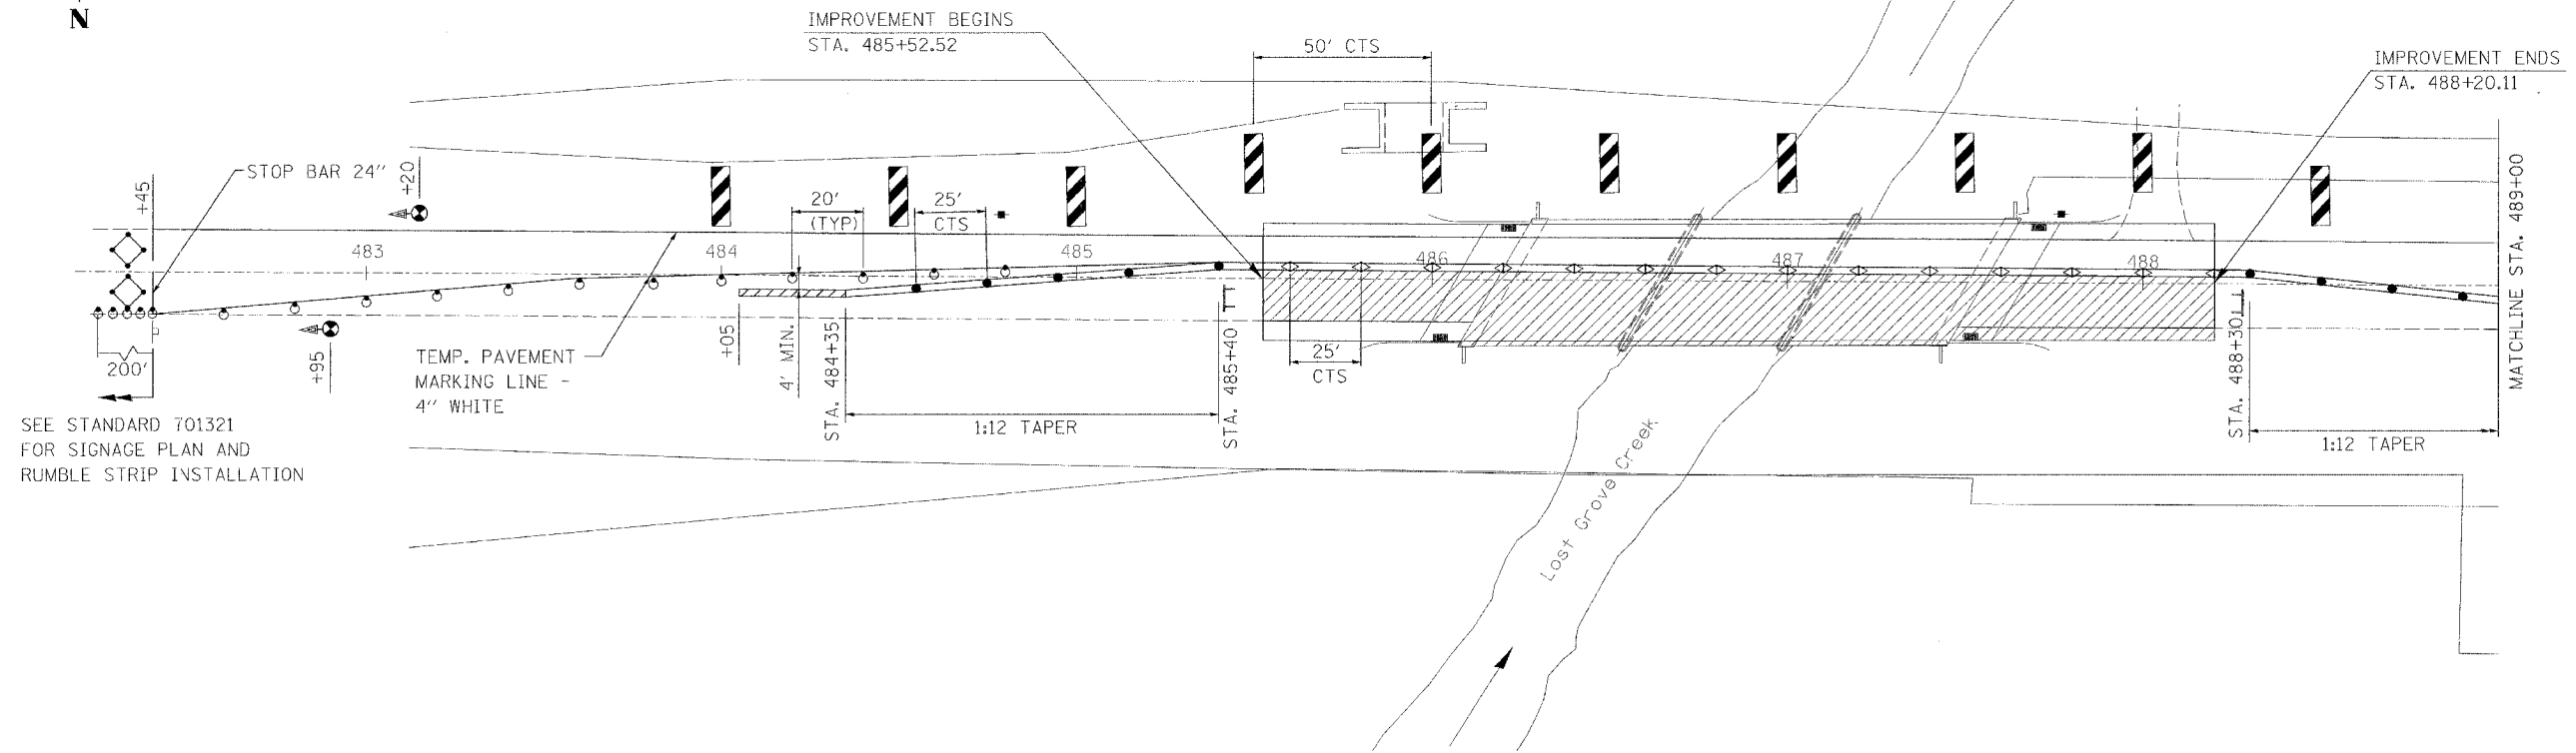 N
IMPROVEMENT BEGINS
STA. 485+52.52
50' CTS
IMPROVEMENT ENDS
STA. 488+20.11
STOP BAR 24"
+45
+20
20'
(TYP)
25'
CTS
483
484
485
486
487
488
MATCHLINE STA. 489+00
+95
200'
TEMP. PAVEMENT
MARKING LINE -
4" WHITE
+05
4' MIN.
STA. 484+35
1:12 TAPER
STA. 485+40
25'
CTS
STA. 488+30
1:12 TAPER
SEE STANDARD 701321
FOR SIGNAGE PLAN AND
RUMBLE STRIP INSTALLATION
Lost Grove Creek